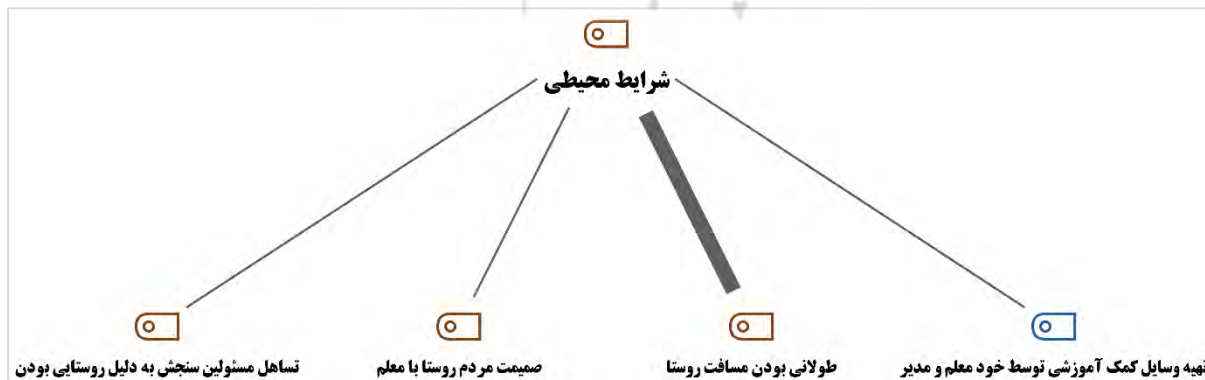 شرایط محیطی
تهیه وسایل کمک آموزشی توسط خود معلم و مدیر
طولانی بودن مسافت روستا
صمیمت مردم روستا با معلم
تساهل مسئولین سنجش به دلیل روستایی بودن